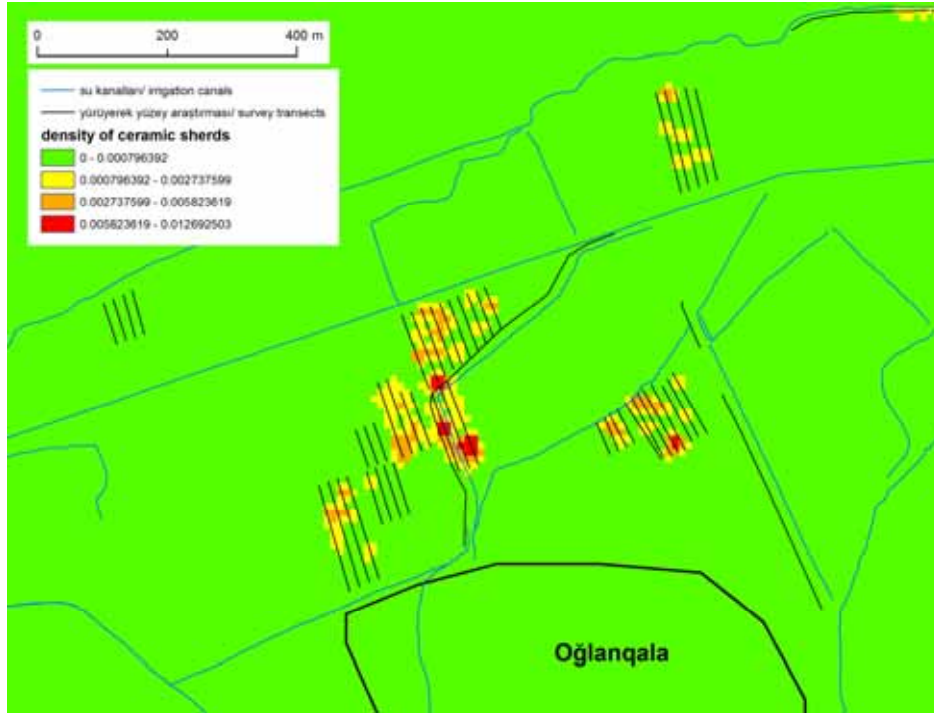 0 200 400 m
su kanalları/ irrigation canals
yürüyerek yüzey araştırması/ survey transects
density of ceramic sherds
0 - 0.000796392
0.000796392 - 0.002737599
0.002737599 - 0.005823619
0.005823619 - 0.012692503
Oğlanqala